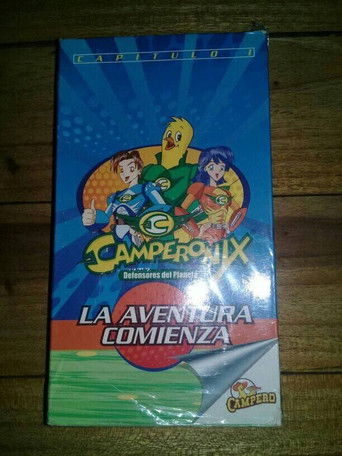 CAPITULO 1
C
CAMPERONIX
Defensores del Planeta
LA AVENTURA
COMIENZA
CAMPERO